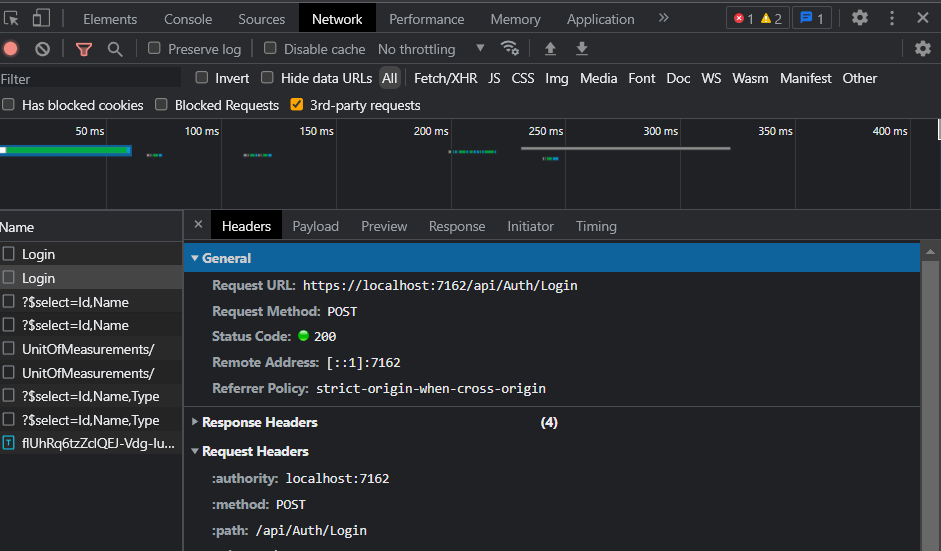 Elements Console Sources Network Performance Memory Application » 1 2 1
Preserve log Disable cache No throttling
Filter Invert Hide data URLs All Fetch/XHR JS CSS Img Media Font Doc WS Wasm Manifest Other
Has blocked cookies Blocked Requests 3rd-party requests
50 ms 100 ms 150 ms 200 ms 250 ms 300 ms 350 ms 400 ms
Name
Login
Login
?$select=Id,Name
?$select=Id,Name
UnitOfMeasurements/
UnitOfMeasurements/
?$select=Id,Name,Type
?$select=Id,Name,Type
× Headers Payload Preview Response Initiator Timing
General
Request URL: https://localhost:7162/api/Auth/Login
Request Method: POST
Status Code: 200
Remote Address: [::1]:7162
Referrer Policy: strict-origin-when-cross-origin
Response Headers (4)
Request Headers
:authority: localhost:7162
:method: POST
:path: /api/Auth/Login